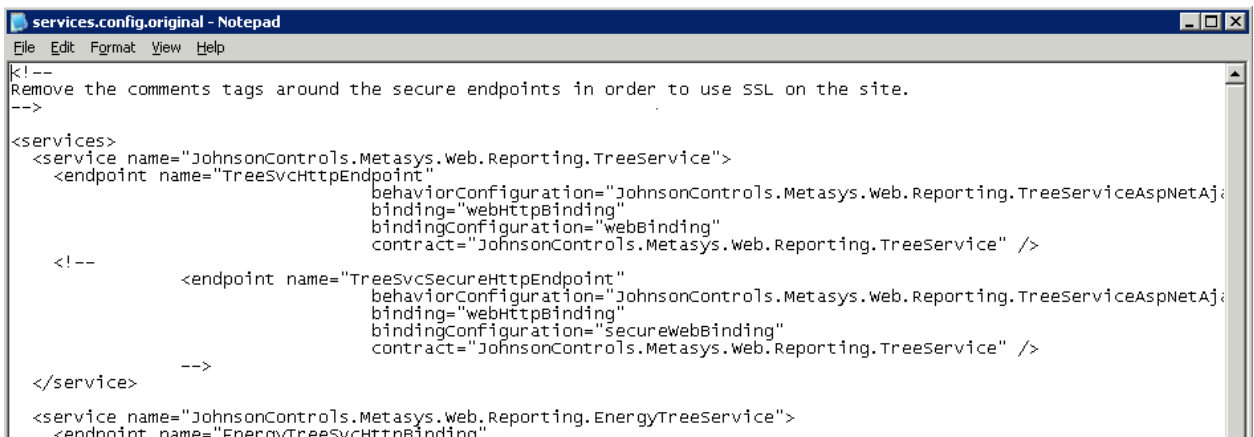 services.config.original - Notepad
File Edit Format View Help
<!--
Remove the comments tags around the secure endpoints in order to use SSL on the site.
-->
<services>
<service name="JohnsonControls.Metasys.Web.Reporting.TreeService">
<endpoint name="TreeSvcHttpEndpoint"
behaviorConfiguration="JohnsonControls.Metasys.Web.Reporting.TreeServiceAspNetAja
binding="webHttpBinding"
bindingConfiguration="webBinding"
contract="JohnsonControls.Metasys.Web.Reporting.TreeService" />
<!--
<endpoint name="TreeSvcSecureHttpEndpoint"
behaviorConfiguration="JohnsonControls.Metasys.Web.Reporting.TreeServiceAspNetAja
binding="webHttpBinding"
bindingConfiguration="secureWebBinding"
contract="JohnsonControls.Metasys.Web.Reporting.TreeService" />
-->
</service>
<service name="JohnsonControls.Metasys.Web.Reporting.EnergyTreeService">
<endpoint name="EnergyTreeSvcHttpBinding"